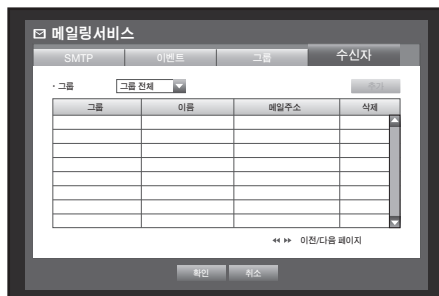 메일링서비스
SMTP 이벤트 그룹 수신자
· 그룹 그룹 전체 추가
그룹 이름 메일주소 삭제
이전/다음 페이지
확인 취소